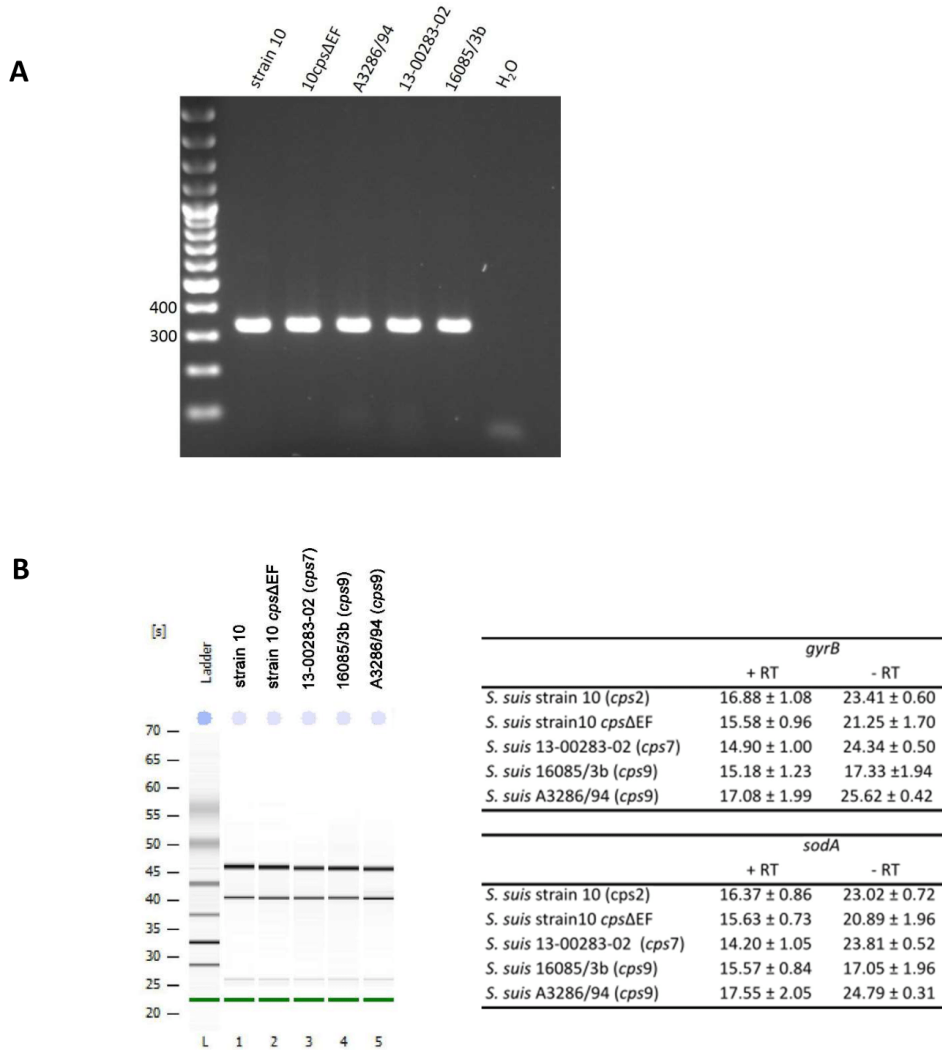 A
strain 10
10cpsΔEF
A3286/94
13-00283-02
16085/3b
H₂O
400
300
B
[s]
Ladder
strain 10
strain 10 cpsΔEF
13-00283-02 (cps7)
16085/3b (cps9)
A3286/94 (cps9)
70
65
60
55
50
45
40
35
30
25
20
L 1 2 3 4 5
gyrB
+ RT - RT
S. suis strain 10 (cps2) 16.88 ± 1.08 23.41 ± 0.60
S. suis strain10 cpsΔEF 15.58 ± 0.96 21.25 ± 1.70
S. suis 13-00283-02 (cps7) 14.90 ± 1.00 24.34 ± 0.50
S. suis 16085/3b (cps9) 15.18 ± 1.23 17.33 ±1.94
S. suis A3286/94 (cps9) 17.08 ± 1.99 25.62 ± 0.42
sodA
+ RT - RT
S. suis strain 10 (cps2) 16.37 ± 0.86 23.02 ± 0.72
S. suis strain10 cpsΔEF 15.63 ± 0.73 20.89 ± 1.96
S. suis 13-00283-02 (cps7) 14.20 ± 1.05 23.81 ± 0.52
S. suis 16085/3b (cps9) 15.57 ± 0.84 17.05 ± 1.96
S. suis A3286/94 (cps9) 17.55 ± 2.05 24.79 ± 0.31